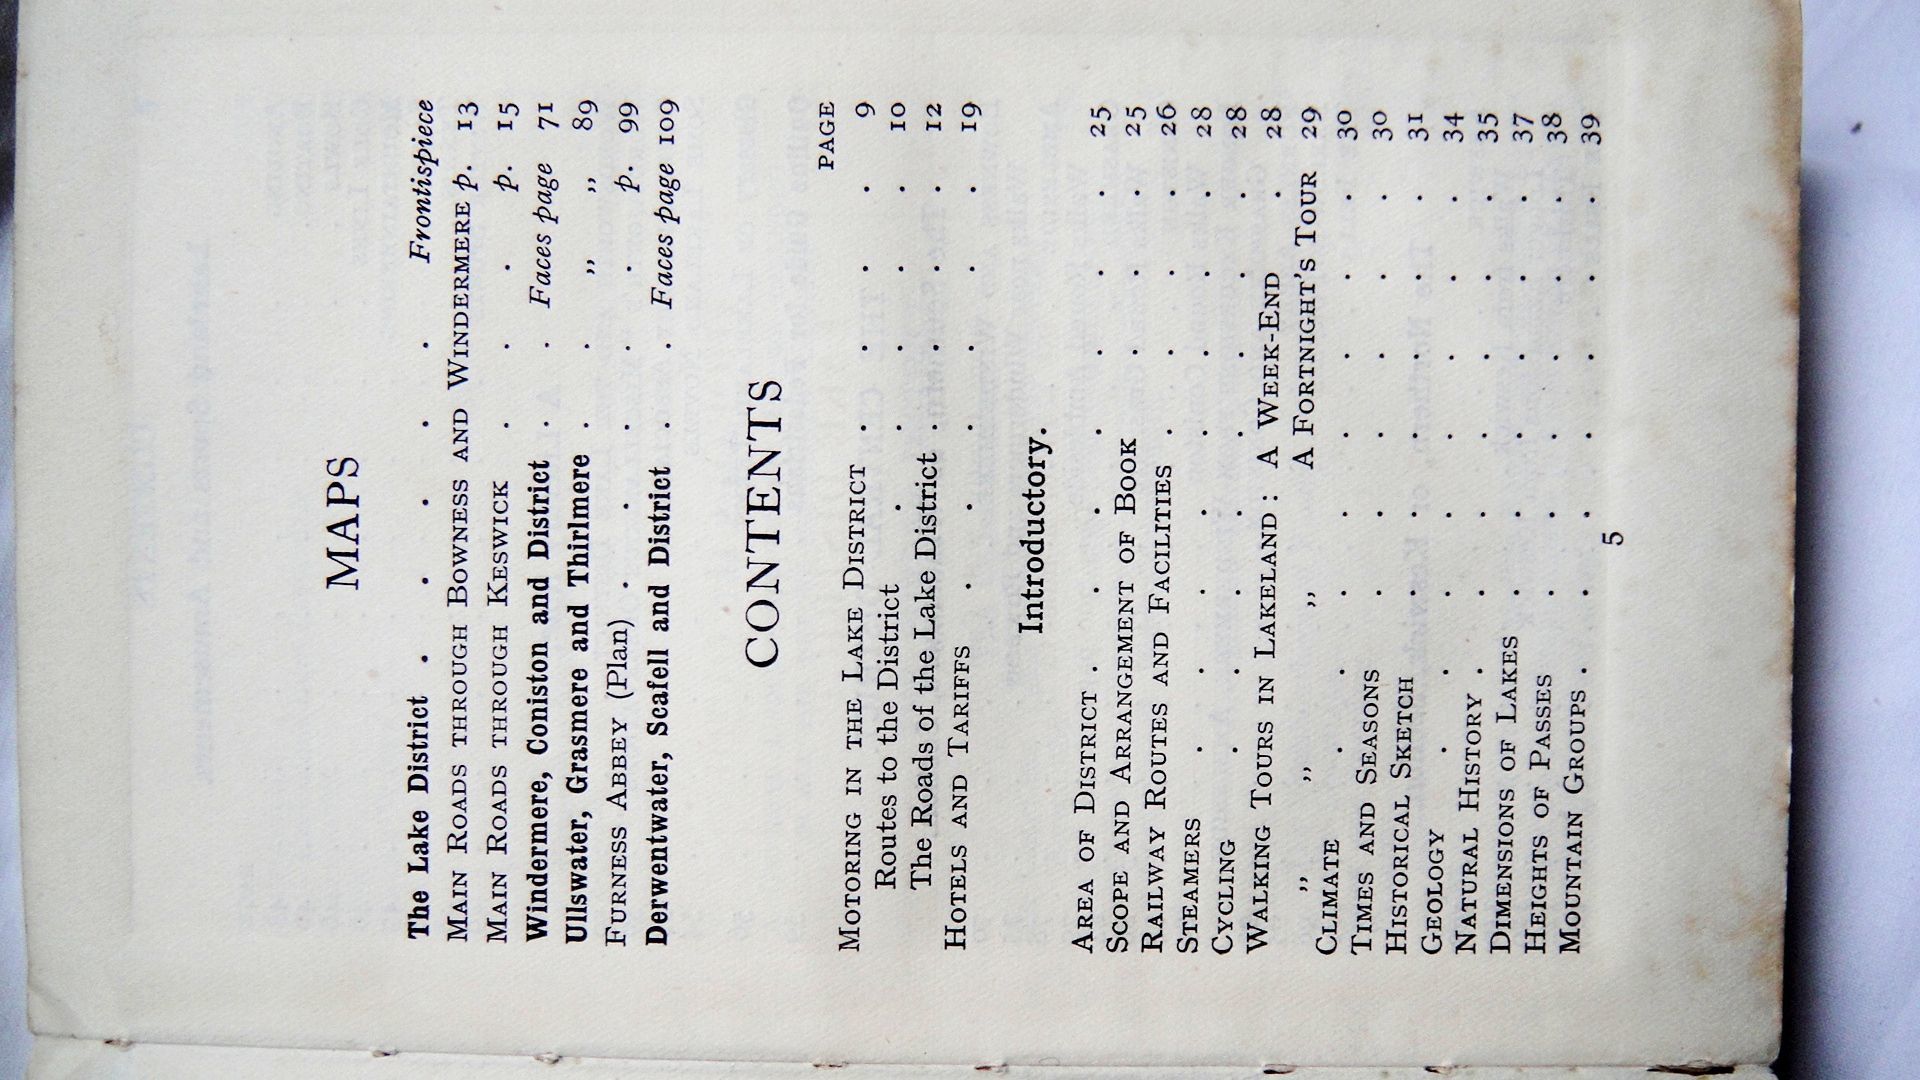 MAPS
The Lake District . . . . . Frontispiece
Main Roads through Bowness and Windermere p. 13
Main Roads through Keswick . . . p. 15
Windermere, Coniston and District . . Faces page 71
Ullswater, Grasmere and Thirlmere . . „ „ 89
Furness Abbey (Plan) . . . . . p. 99
Derwentwater, Scafell and District . . Faces page 109
CONTENTS
PAGE
Motoring in the Lake District . . . . 9
Routes to the District . . . . . 10
The Roads of the Lake District . . . . 12
Hotels and Tariffs . . . . . . 19
Introductory.
Area of District . . . . . . . 25
Scope and Arrangement of Book . . . 25
Railway Routes and Facilities . . . . 26
Steamers . . . . . . . . 28
Cycling . . . . . . . . 28
Walking Tours in Lakeland : A Week-End . 28
„ „ „ A Fortnight's Tour 29
Climate . . . . . . . . 30
Times and Seasons . . . . . . 30
Historical Sketch . . . . . . 31
Geology . . . . . . . . 34
Natural History . . . . . . . 35
Dimensions of Lakes . . . . . . 37
Heights of Passes . . . . . . 38
Mountain Groups . . . . . . . 39
5